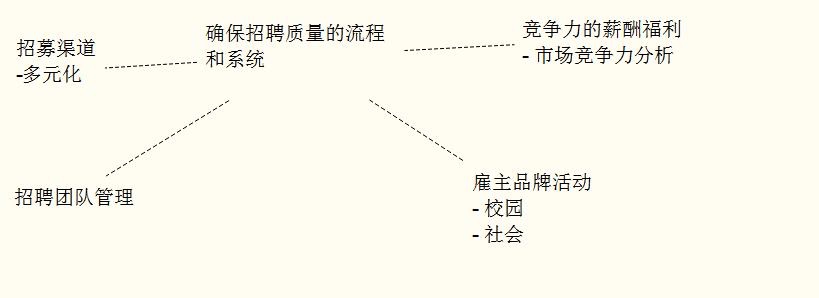 招募渠道
-多元化
确保招聘质量的流程
和系统
竞争力的薪酬福利
- 市场竞争力分析
招聘团队管理
雇主品牌活动
- 校园
- 社会